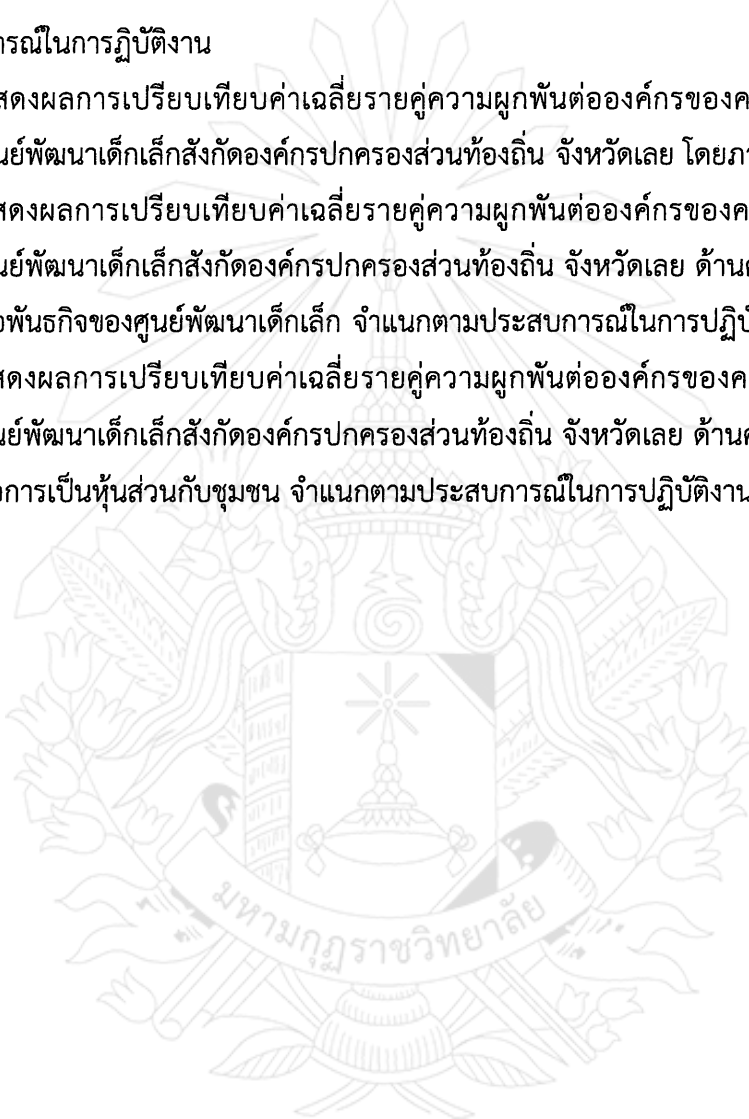 ารณ์ในการฏิบัติงาน
สดงผลการเปรียบเทียบค่าเฉลี่ยรายคู่ความผูกพันต่อองค์กรของค
นย์พัฒนาเด็กเล็กสังกัดองค์กรปกครองส่วนท้องถิ่น จังหวัดเลย โดยภา
สดงผลการเปรียบเทียบค่าเฉลี่ยรายคู่ความผูกพันต่อองค์กรของค
นย์พัฒนาเด็กเล็กสังกัดองค์กรปกครองส่วนท้องถิ่น จังหวัดเลย ด้าน
อพันธกิจของศูนย์พัฒนาเด็กเล็ก จำแนกตามประสบการณ์ในการปฏิบั
สดงผลการเปรียบเทียบค่าเฉลี่ยรายคู่ความผูกพันต่อองค์กรของค
นย์พัฒนาเด็กเล็กสังกัดองค์กรปกครองส่วนท้องถิ่น จังหวัดเลย ด้านค
อการเป็นหุ้นส่วนกับชุมชน จำแนกตามประสบการณ์ในการปฏิบัติงาน
มหามกุฏราชวิทยาลัย